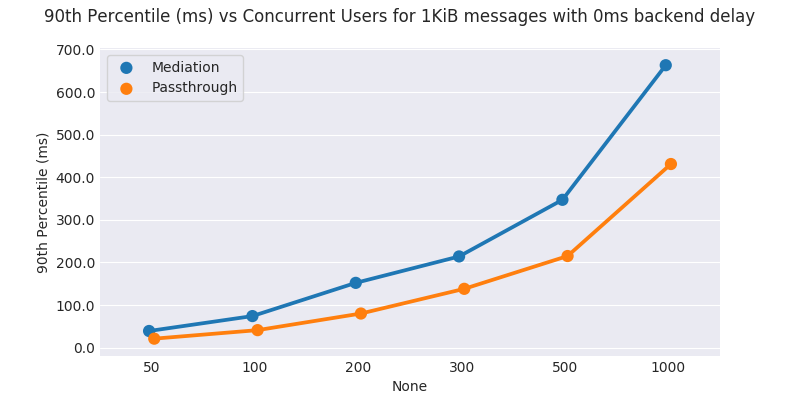 90th Percentile (ms) vs Concurrent Users for 1KiB messages with 0ms backend delay
700.0
600.0
500.0
400.0
300.0
200.0
100.0
0.0
90th Percentile (ms)
Mediation
Passthrough
50 100 200 300 500 1000
None